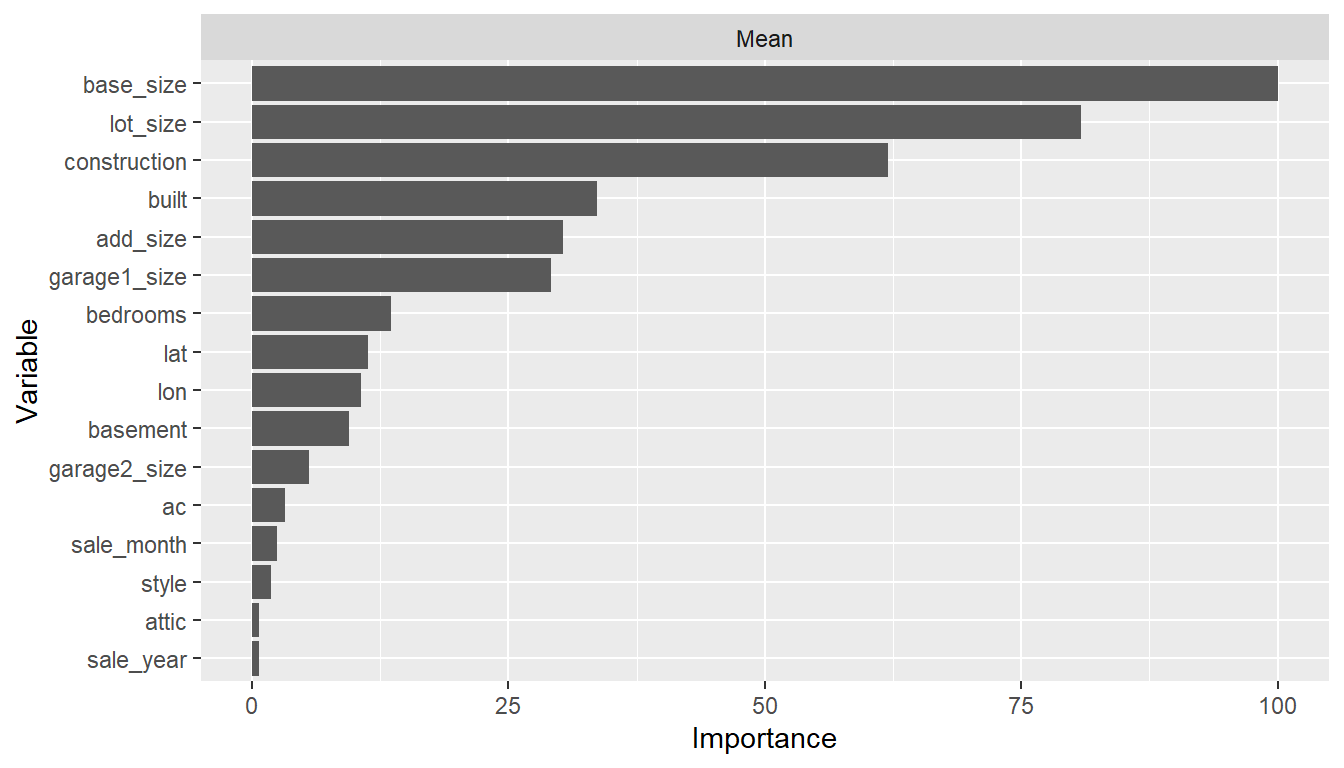 Mean
base_size
lot_size
construction
built
add_size
garage1_size
bedrooms
lat
lon
basement
garage2_size
ac
sale_month
style
attic
sale_year
Variable
0 25 50 75 100
Importance